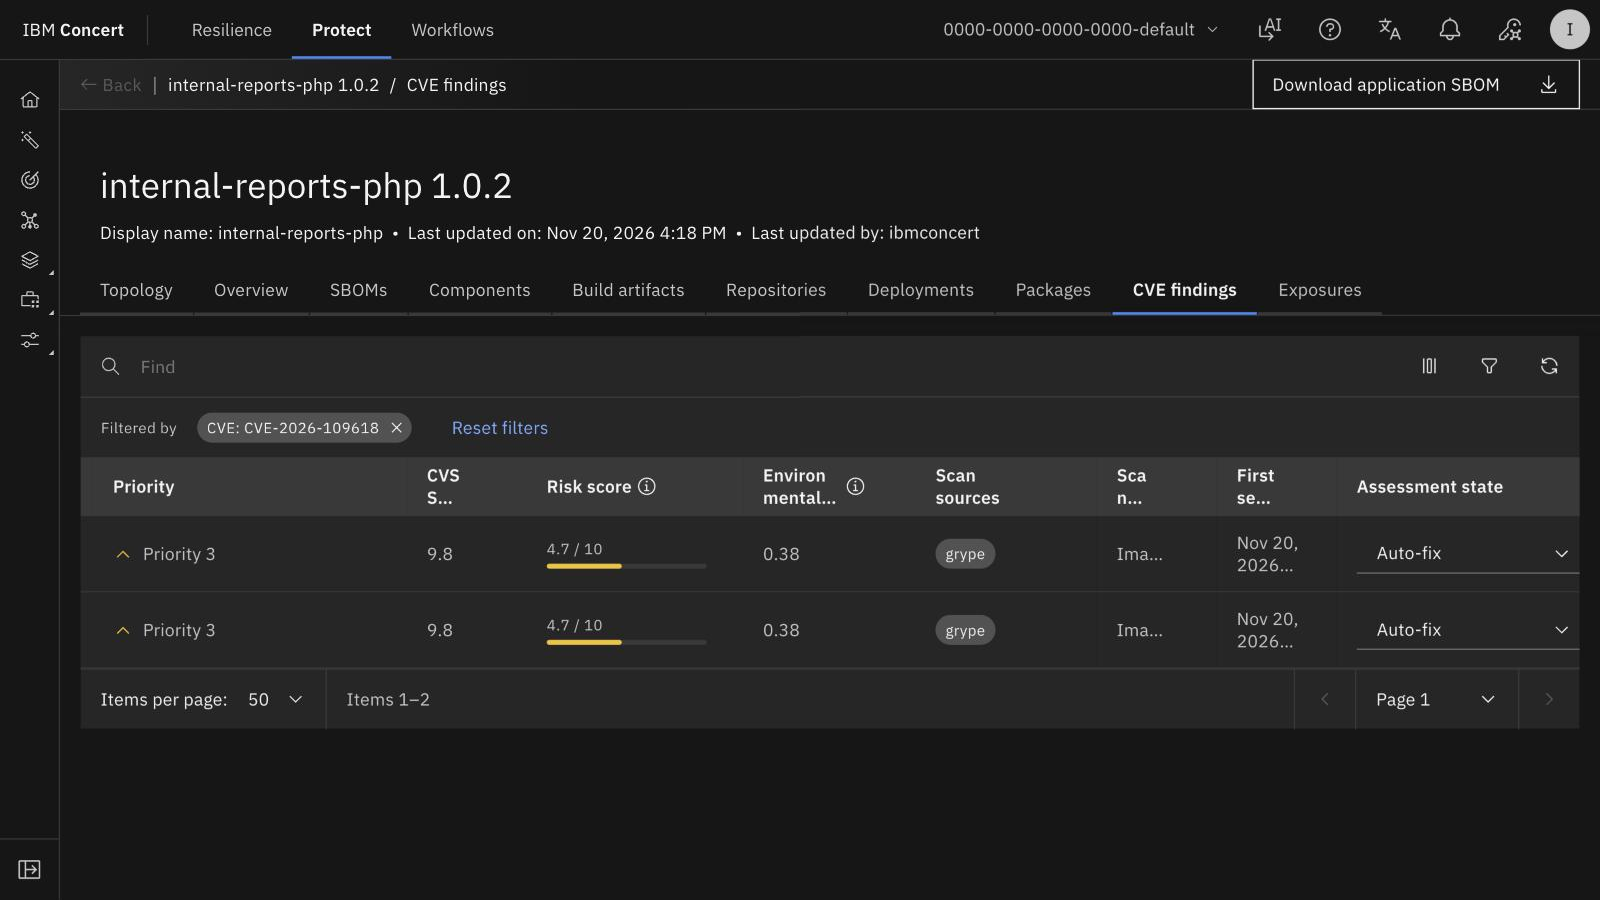 IBM Concert
Resilience
Protect
Workflows
0000-0000-0000-0000-default
I
Back | internal-reports-php 1.0.2 / CVE findings
Download application SBOM
internal-reports-php 1.0.2
Display name: internal-reports-php • Last updated on: Nov 20, 2026 4:18 PM • Last updated by: ibmconcert
Topology
Overview
SBOMs
Components
Build artifacts
Repositories
Deployments
Packages
CVE findings
Exposures
Find
Filtered by
CVE: CVE-2026-109618
Reset filters
Priority
CVS
S...
Risk score
Environ
mental...
Scan
sources
Sca
n...
First
se...
Assessment state
Priority 3
9.8
4.7 / 10
0.38
grype
Ima...
Nov 20,
2026...
Auto-fix
Priority 3
9.8
4.7 / 10
0.38
grype
Ima...
Nov 20,
2026...
Auto-fix
Items per page: 50
Items 1–2
Page 1